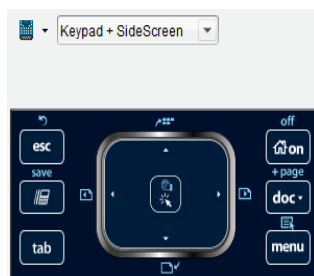 Keypad + SideScreen
off
esc
on
save
+ page
doc
tab
menu